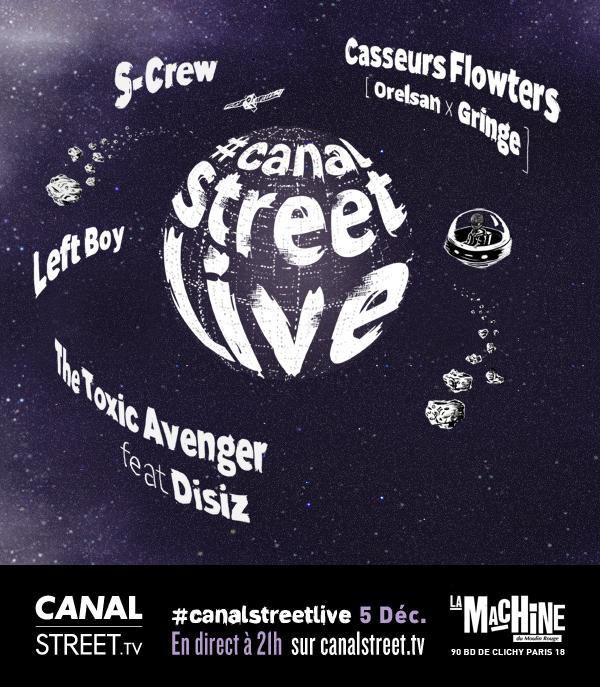 S-Crew
Casseurs Flowters
[ Orelsan x Gringe ]
#canal
street
live
Left Boy
The Toxic Avenger
feat Disiz
CANAL
STREET.TV
#canalstreetlive 5 Déc.
En direct à 21h sur canalstreet.tv
LA MACHiNE
du Moulin Rouge
90 BD DE CLICHY PARIS 18